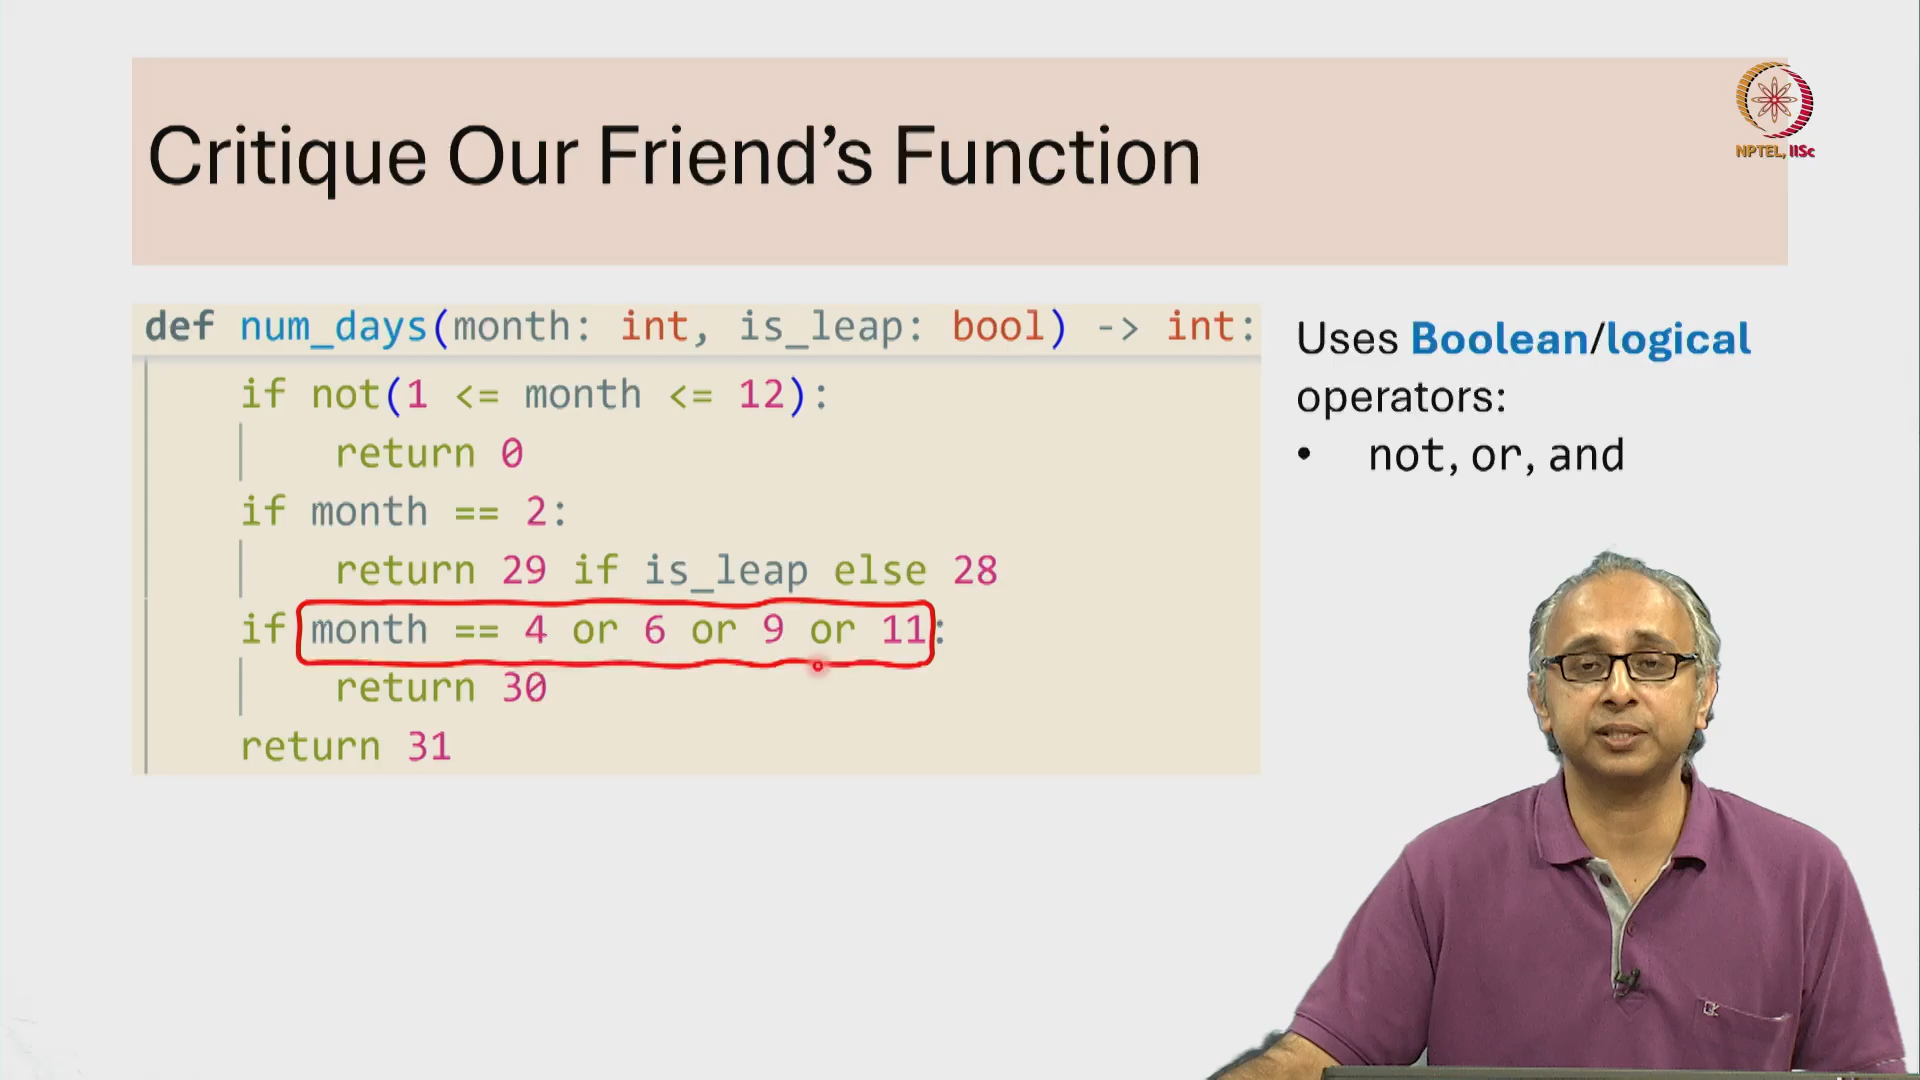 Critique Our Friend’s Function
NPTEL, IISc
def num_days(month: int, is_leap: bool) -> int:
if not(1 <= month <= 12):
return 0
if month == 2:
return 29 if is_leap else 28
if month == 4 or 6 or 9 or 11:
return 30
return 31
Uses Boolean/logical
operators:
• not, or, and